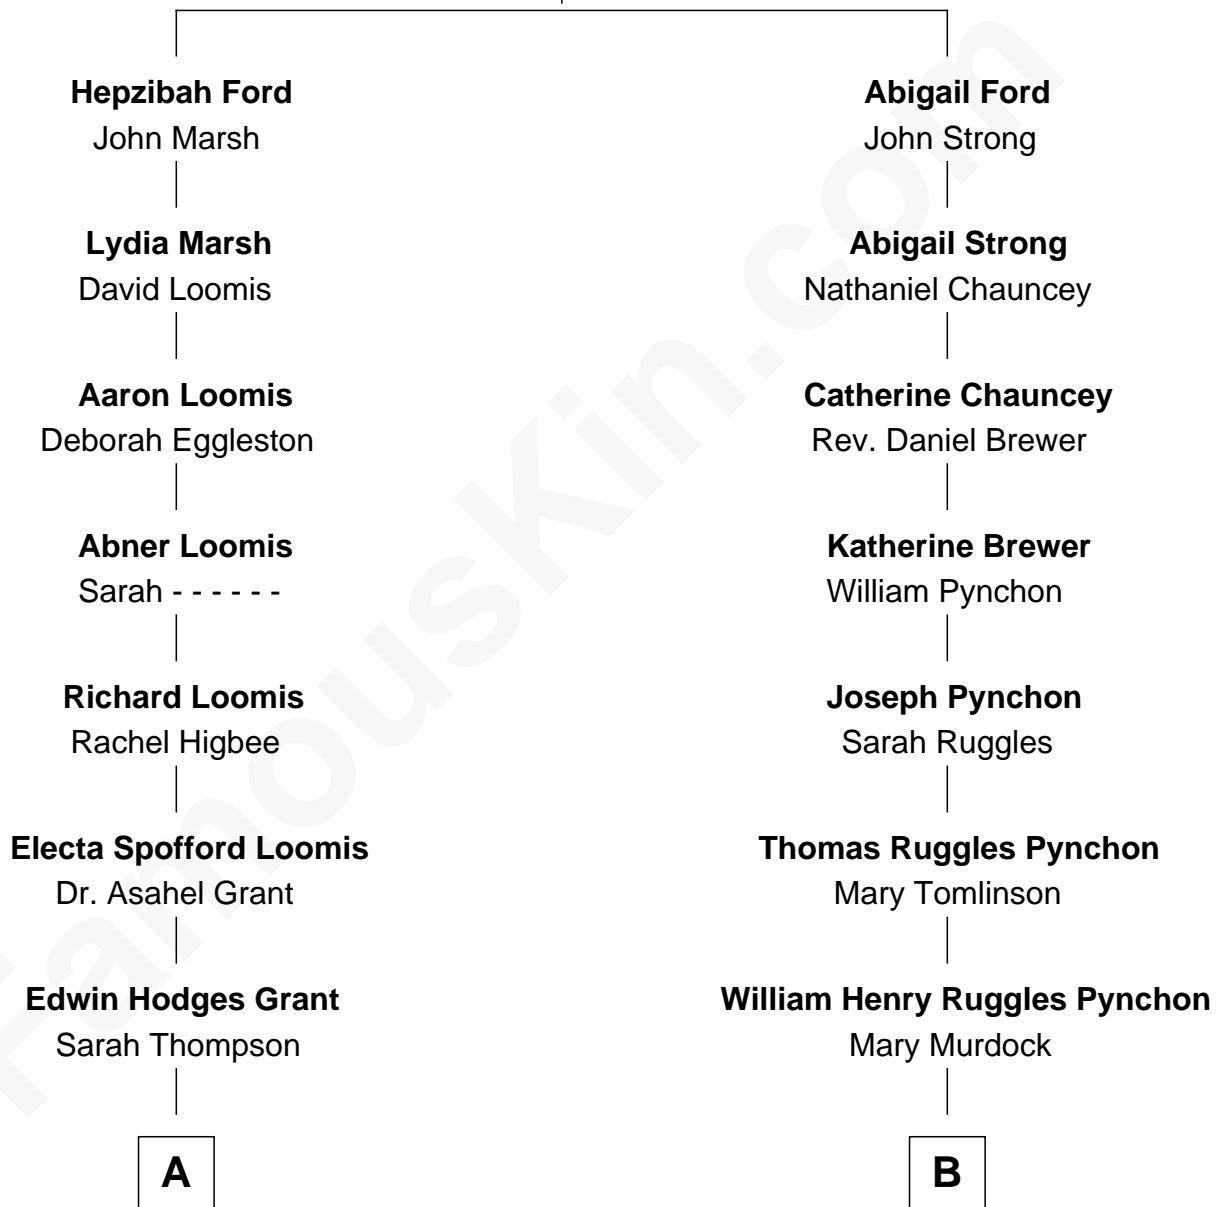 Hepzibah Ford
John Marsh
Lydia Marsh
David Loomis
Aaron Loomis
Deborah Eggleston
Abner Loomis
Sarah - - - - - -
Richard Loomis
Rachel Higbee
Electa Spofford Loomis
Dr. Asahel Grant
Edwin Hodges Grant
Sarah Thompson
A
Abigail Ford
John Strong
Abigail Strong
Nathaniel Chauncey
Catherine Chauncey
Rev. Daniel Brewer
Katherine Brewer
William Pynchon
Joseph Pynchon
Sarah Ruggles
Thomas Ruggles Pynchon
Mary Tomlinson
William Henry Ruggles Pynchon
Mary Murdock
B
FamousKin.com